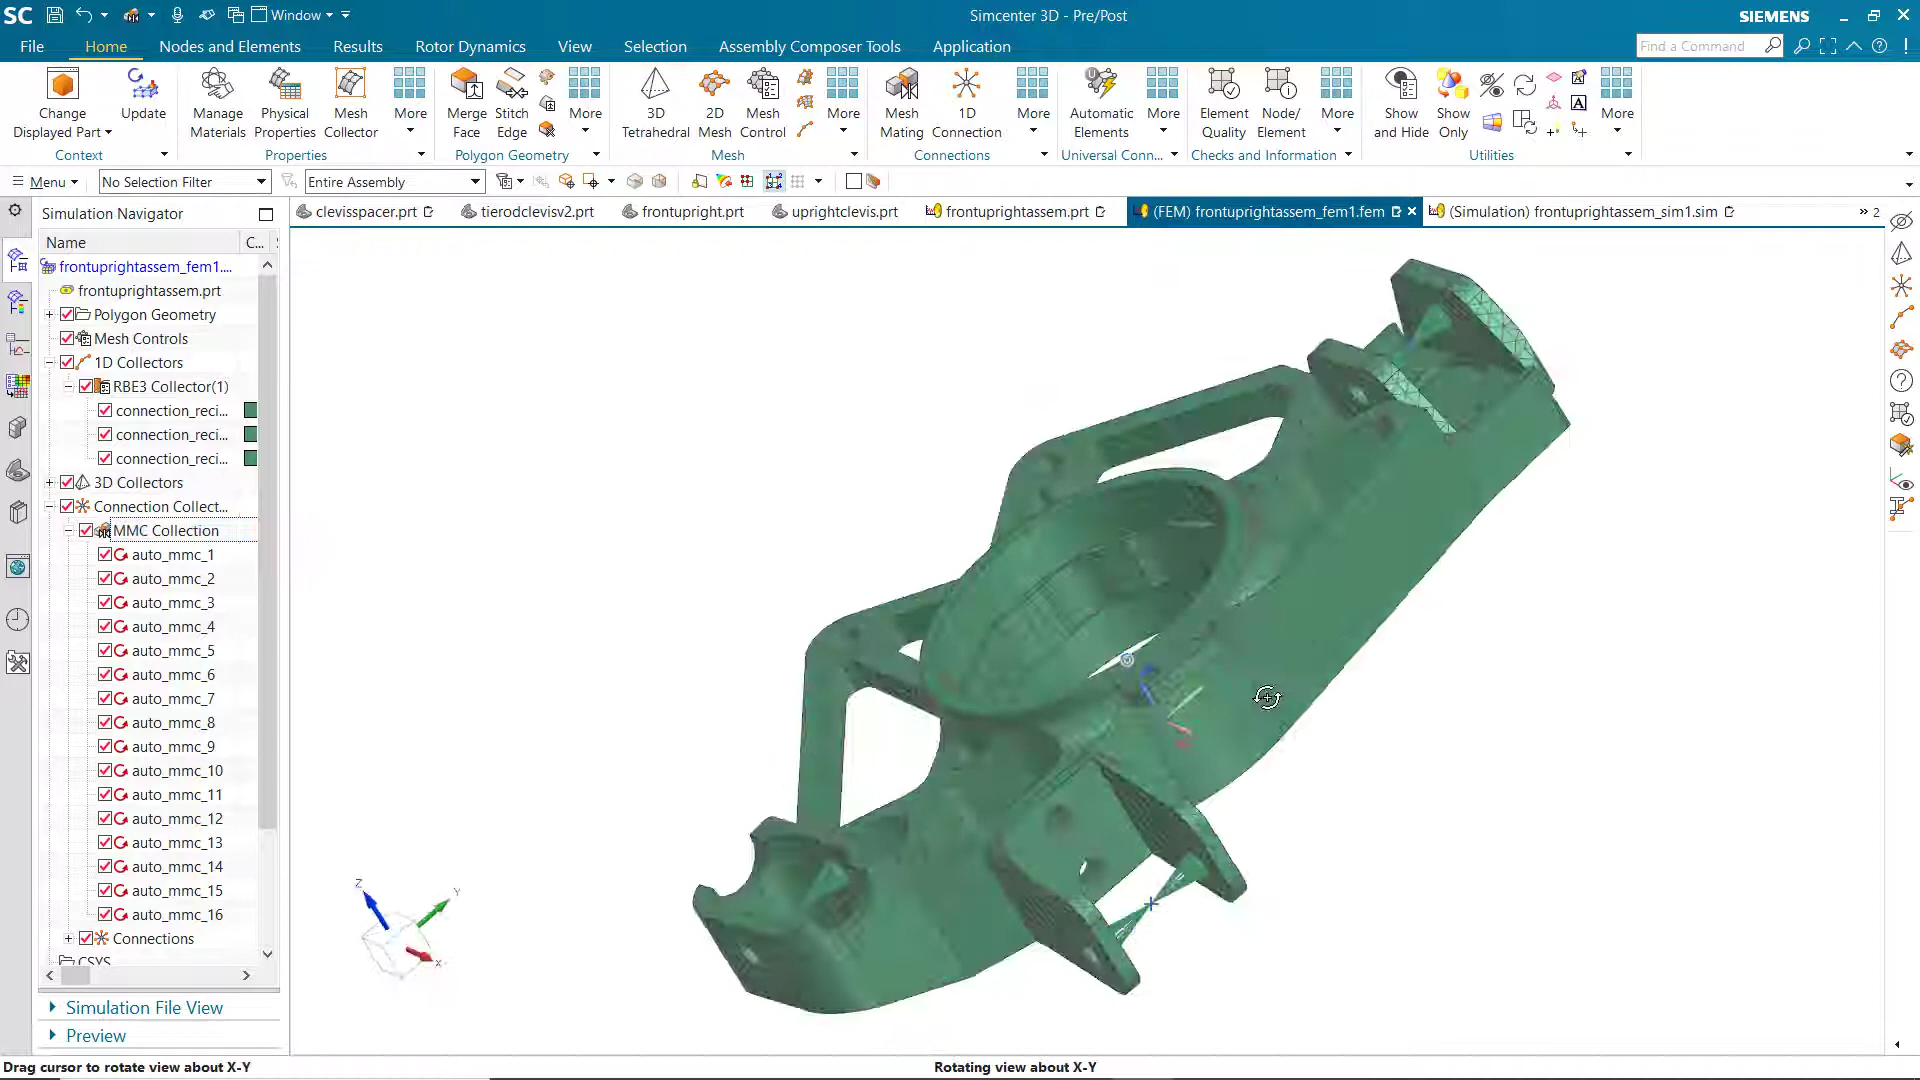 SC Window Simcenter 3D - Pre/Post SIEMENS
File Home Nodes and Elements Results Rotor Dynamics View Selection Assembly Composer Tools Application Find a Command
Change Displayed Part
Update
Context
Manage Materials
Physical Properties
Mesh Collector
More
Properties
Merge Face
Stitch Edge
More
Polygon Geometry
3D Tetrahedral
2D Mesh
Mesh Control
More
Mesh
Mesh Mating
1D Connection
More
Connections
Automatic Elements
More
Universal Conn...
Element Quality
Node/ Element
More
Checks and Information
Show and Hide
Show Only
More
Utilities
Menu No Selection Filter Entire Assembly
Simulation Navigator
clevisspacer.prt tierodclevisv2.prt frontupright.prt uprightclevis.prt frontuprightassem.prt (FEM) frontuprightassem_fem1.fem (Simulation) frontuprightassem_sim1.sim 2
Name C...
frontuprightassem_fem1....
frontuprightassem.prt
Polygon Geometry
Mesh Controls
1D Collectors
RBE3 Collector(1)
connection_reci...
connection_reci...
connection_reci...
3D Collectors
Connection Collect...
MMC Collection
auto_mmc_1
auto_mmc_2
auto_mmc_3
auto_mmc_4
auto_mmc_5
auto_mmc_6
auto_mmc_7
auto_mmc_8
auto_mmc_9
auto_mmc_10
auto_mmc_11
auto_mmc_12
auto_mmc_13
auto_mmc_14
auto_mmc_15
auto_mmc_16
Connections
CSYS
Simulation File View
Preview
Z
Y
X
Drag cursor to rotate view about X-Y
Rotating view about X-Y